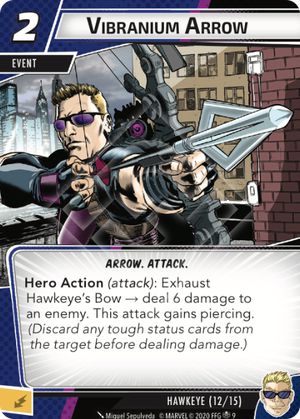 2
VIBRANIUM ARROW
EVENT
ARROW. ATTACK.
Hero Action (attack): Exhaust
Hawkeye's Bow → deal 6 damage to
an enemy. This attack gains piercing.
(Discard any tough status cards from
the target before dealing damage.)
HAWKEYE (12/15)
Miguel Sepulveda © MARVEL © 2020 FFG 9